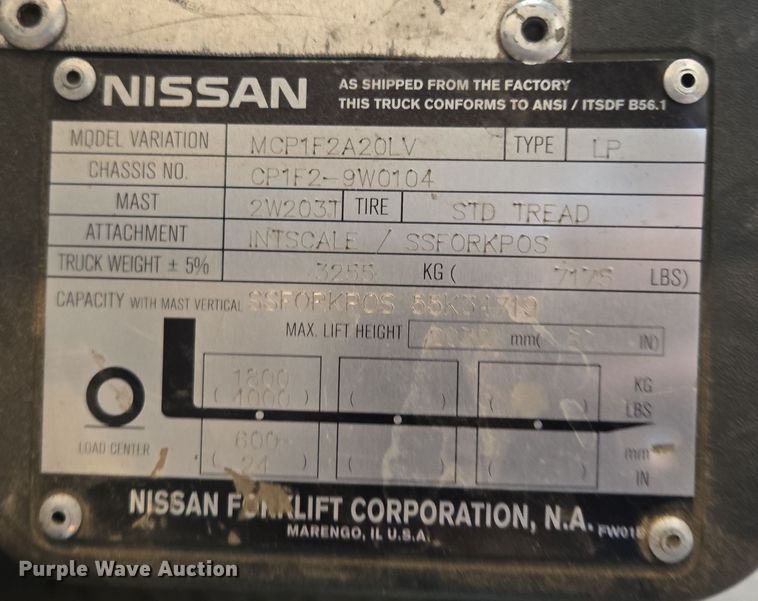 NISSAN
AS SHIPPED FROM THE FACTORY
THIS TRUCK CONFORMS TO ANSI / ITSDF B56.1
MODEL VARIATION MCP1F2A20LV TYPE LP
CHASSIS NO. CP1F2-9W0104
MAST 2W203T TIRE STD TREAD
ATTACHMENT INTSCALE / SSFORKPOS
TRUCK WEIGHT ± 5% 3255 KG ( 7175 LBS)
CAPACITY WITH MAST VERTICAL SSFORKPOS
MAX. LIFT HEIGHT mm( IN)
1800 KG
( 4000 ) ( ) ( ) LBS
LOAD CENTER 600 mm
( 24 ) ( ) ( ) IN
NISSAN FORKLIFT CORPORATION, N.A.
MARENGO, IL U.S.A.
Purple Wave Auction